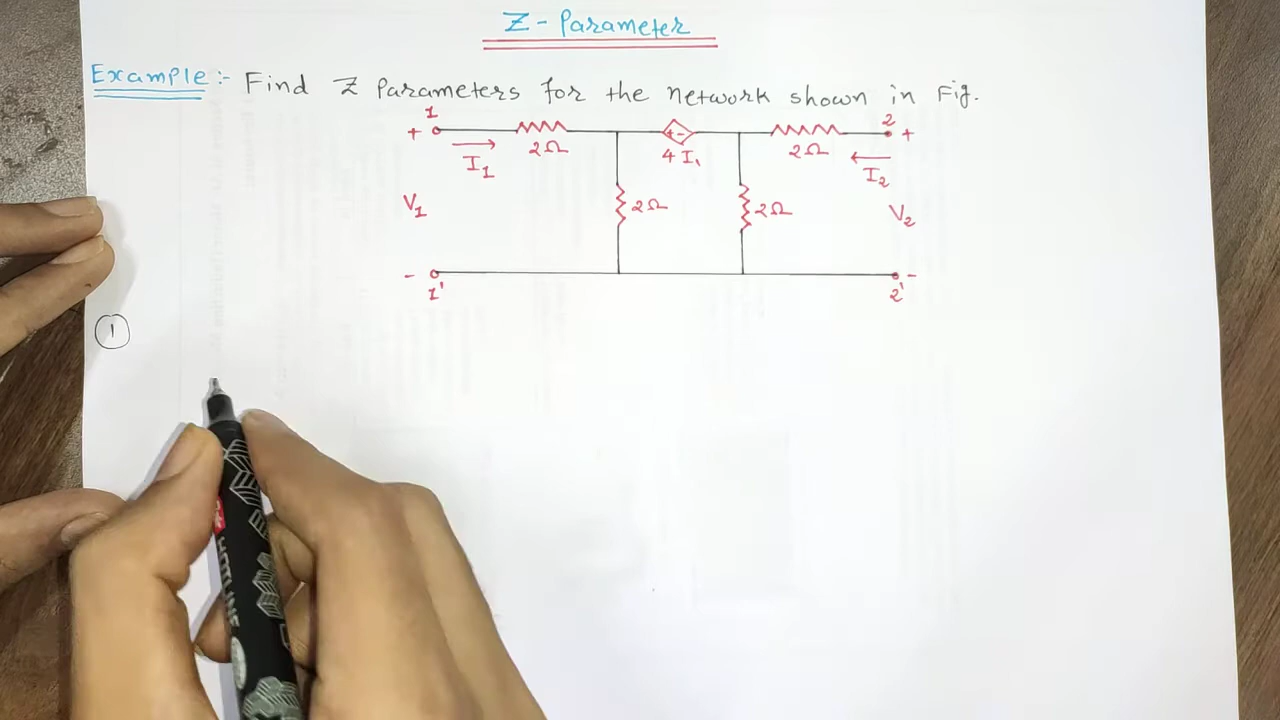 Z - Parameter
Example :- Find Z Parameters for the network shown in Fig.
1 2
+ + - +
2Ω 4 I₁ 2Ω
I₁ I₂
V₁ 2Ω 2Ω V₂
- -
1' 2'
1